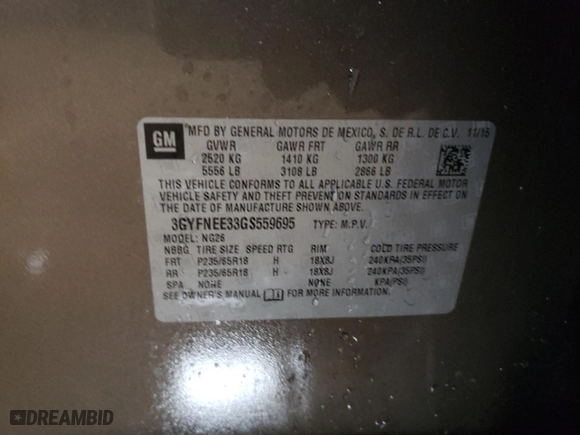 GM
MFD BY GENERAL MOTORS DE MEXICO, S. DE R.L. DE C.V. 11/15
GVWR GAWR FRT GAWR RR
2520 KG 1410 KG 1300 KG
5556 LB 3108 LB 2866 LB
THIS VEHICLE CONFORMS TO ALL APPLICABLE U.S. FEDERAL MOTOR
VEHICLE SAFETY AND THEFT PREVENTION STANDARDS IN EFFECT ON
DATE OF MANUFACTURE SHOWN ABOVE.
3GYFNEE33GS559695 TYPE: M.P.V.
MODEL: NG26
NBBG TIRE SIZE SPEED RTG RIM COLD TIRE PRESSURE
FRT P235/65R18 H 18X8J 240KPA(35PSI)
RR P235/65R18 H 18X8J 240KPA(35PSI)
SPA NONE NONE KPA(PSI)
SEE OWNER'S MANUAL FOR MORE INFORMATION.
DREAMBID